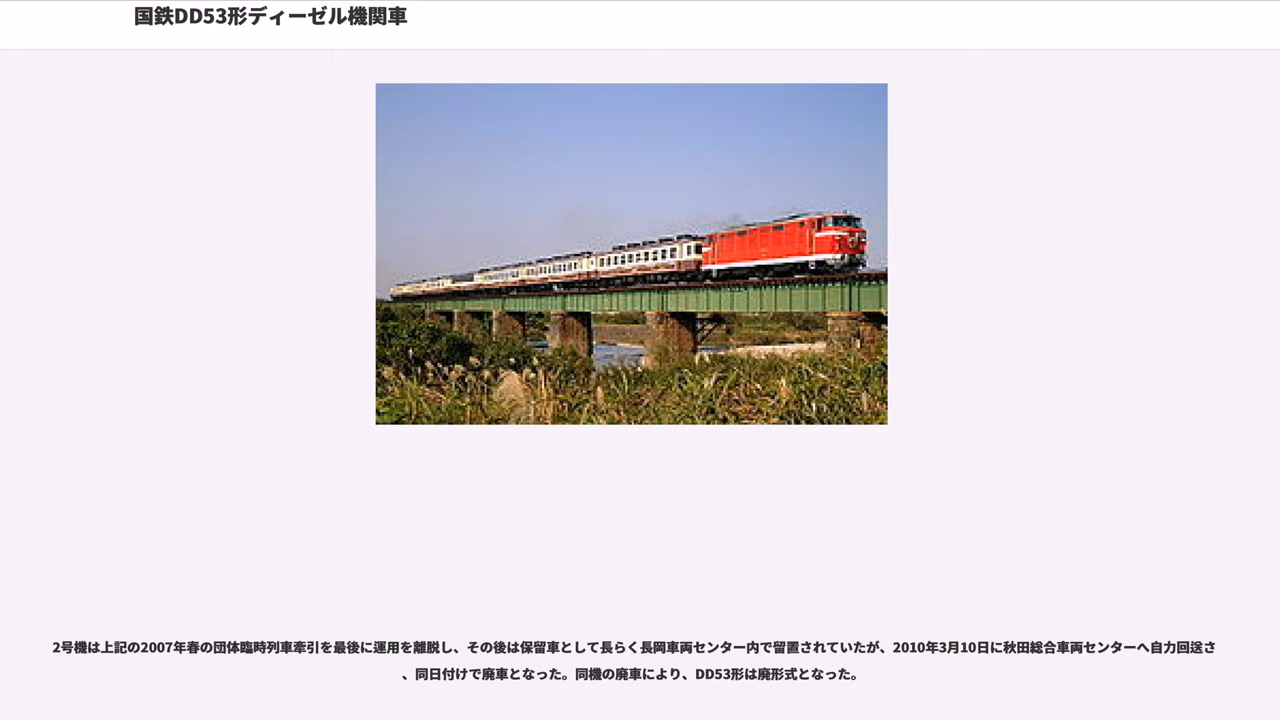 国鉄DD53形ディーゼル機関車
2号機は上記の2007年春の団体臨時列車牽引を最後に運用を離脱し、その後は保留車として長らく長岡車両センター内で留置されていたが、2010年3月10日に秋田総合車両センターへ自力回送さ
、同日付けで廃車となった。同機の廃車により、DD53形は廃形式となった。